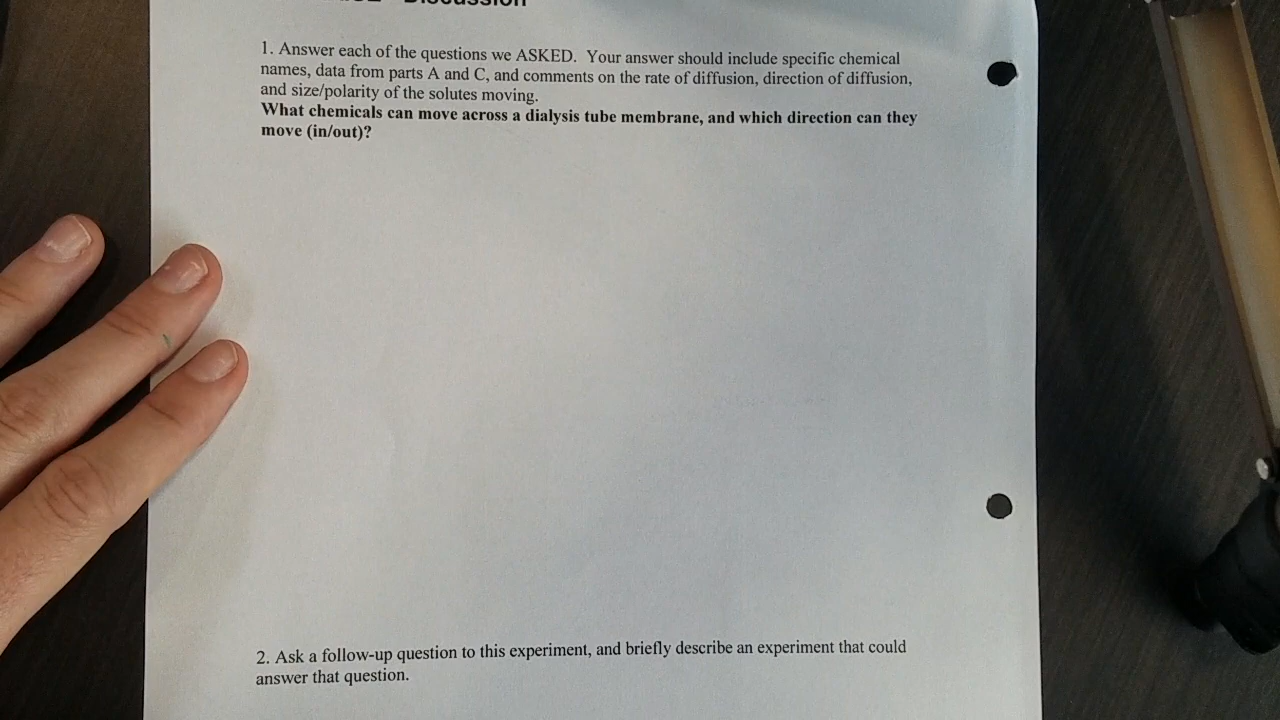 Discussion
1. Answer each of the questions we ASKED. Your answer should include specific chemical
names, data from parts A and C, and comments on the rate of diffusion, direction of diffusion,
and size/polarity of the solutes moving.
What chemicals can move across a dialysis tube membrane, and which direction can they
move (in/out)?
2. Ask a follow-up question to this experiment, and briefly describe an experiment that could
answer that question.